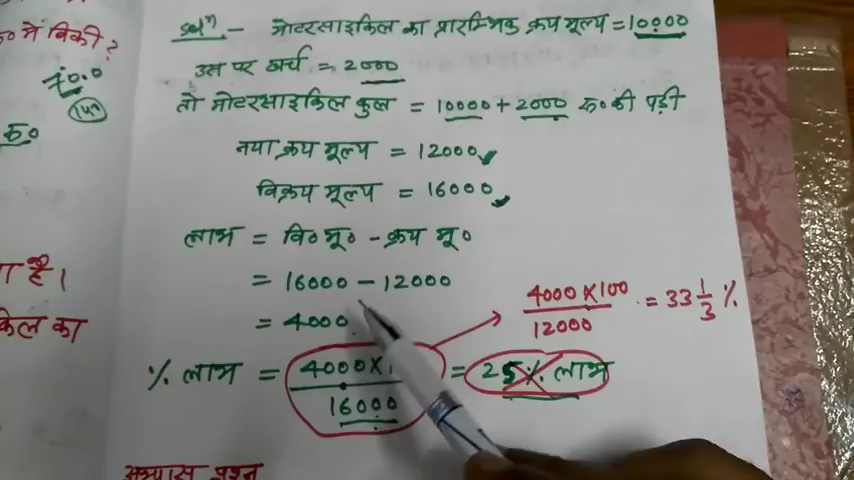 रु० में बिकी?
रु०
है।
का
Solⁿ.- मोटरसाइकिल का प्रारम्भिक क्रय मूल्य = 10000
उस पर खर्च = 2000
तो मोटरसाइकिल कुल = 10000 + 2000 रु० की पड़ी
नया क्रय मूल्य = 12000
विक्रय मूल्य = 16000
लाभ = वि० मू० - क्रय मू०
= 16000 - 12000
= 4000
% लाभ = 4000 X 1
16000
= 25% लाभ
4000 X 100
12000
= 33 1/3 %
अभ्यास प्रश्न